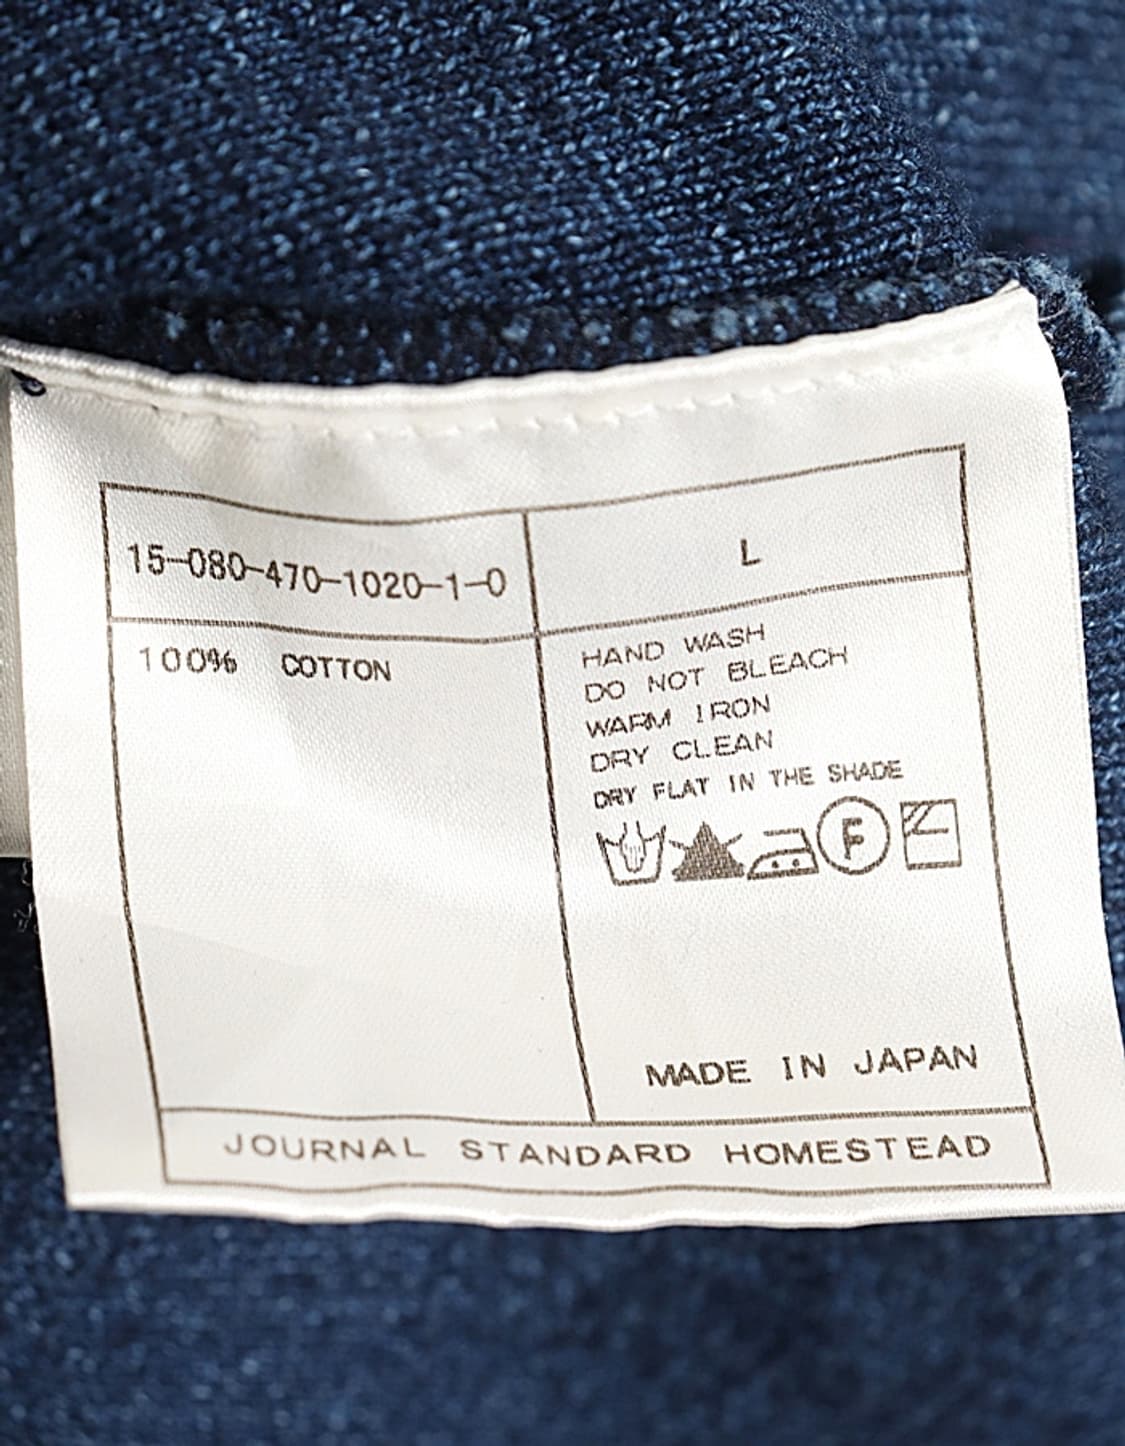 15-080-470-1020-1-0
L
100% COTTON
HAND WASH
DO NOT BLEACH
WARM IRON
DRY CLEAN
DRY FLAT IN THE SHADE
F
MADE IN JAPAN
JOURNAL STANDARD HOMESTEAD